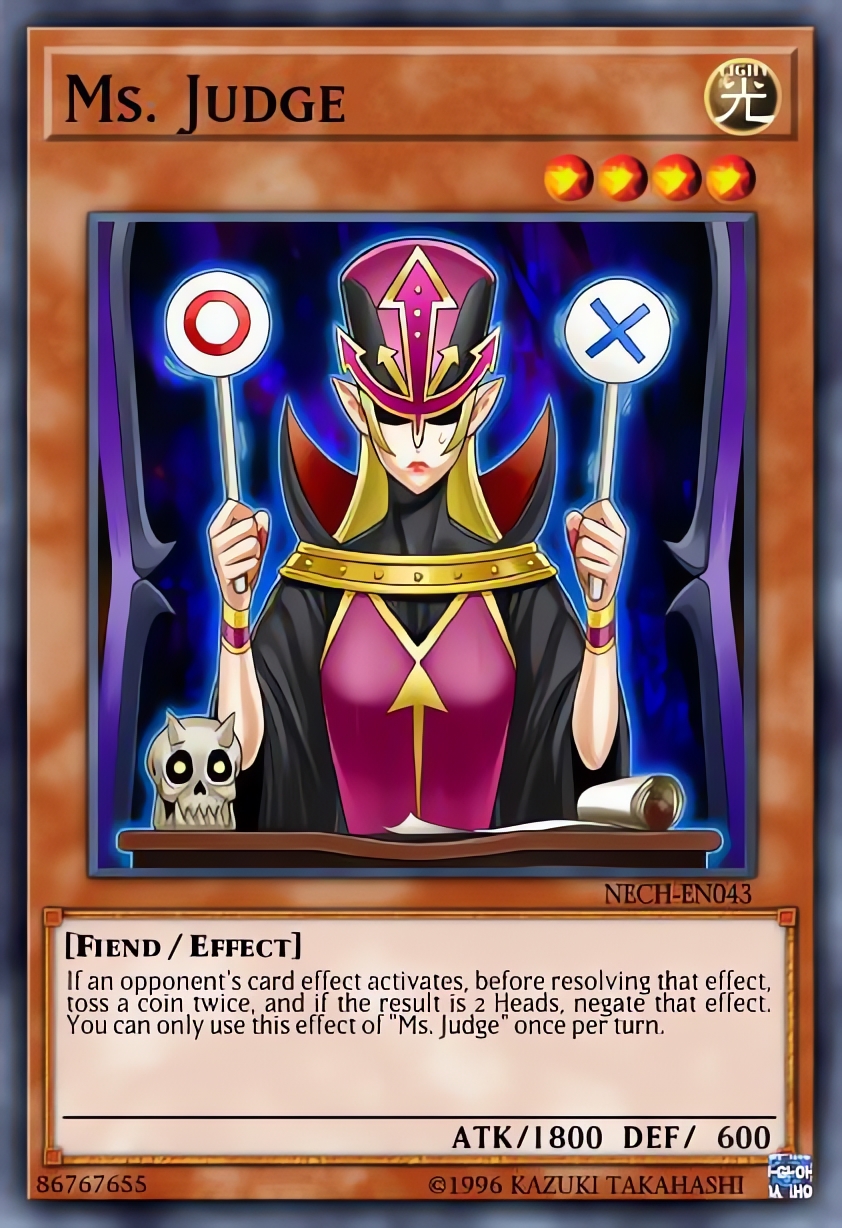 Ms. Judge
光
NECH-EN043
[Fiend / Effect]
If an opponent's card effect activates, before resolving that effect,
toss a coin twice, and if the result is 2 Heads, negate that effect.
You can only use this effect of "Ms. Judge" once per turn.
ATK/1800 DEF/ 600
86767655
©1996 KAZUKI TAKAHASHI